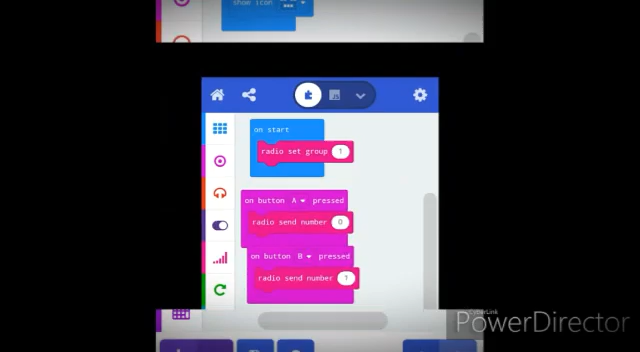 show icon
on start
radio set group 1
on button A pressed
radio send number 0
on button B pressed
radio send number 1
CyberLink
PowerDirector